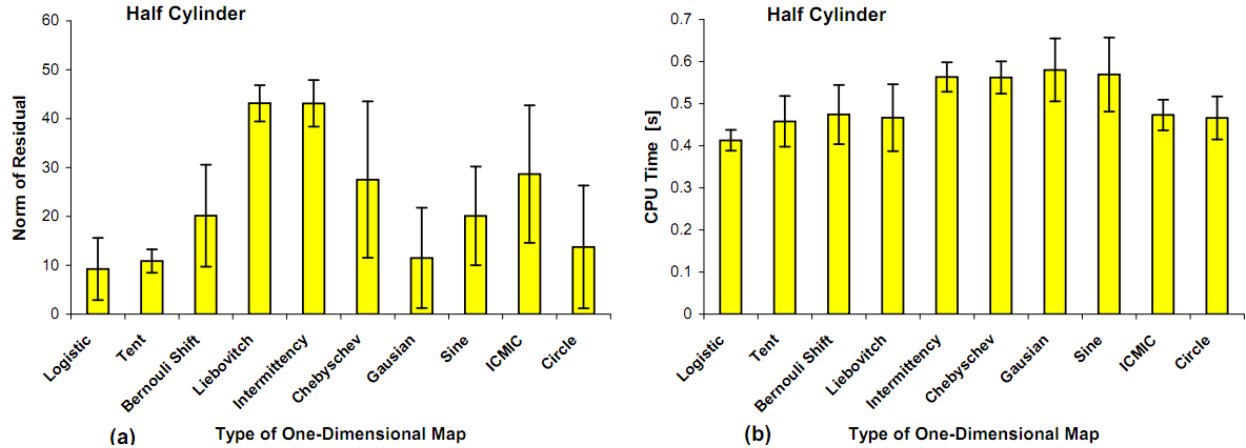 Half Cylinder
Norm of Residual
60
50
40
30
20
10
0
Logistic
Tent
Bernouli Shift
Liebovitch
Intermittency
Chebyschev
Gausian
Sine
ICMIC
Circle
(a) Type of One-Dimensional Map
Half Cylinder
CPU Time [s]
0.7
0.6
0.5
0.4
0.3
0.2
0.1
0
Logistic
Tent
Bernouli Shift
Liebovitch
Intermittency
Chebyschev
Gausian
Sine
ICMIC
Circle
(b) Type of One-Dimensional Map